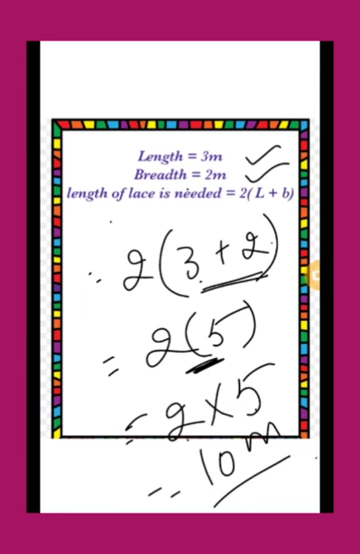 Length = 3m
Breadth = 2m
length of lace is needed = 2( L + b)
∴ 2(3+2)
= 2(5)
= 2×5
= 10m